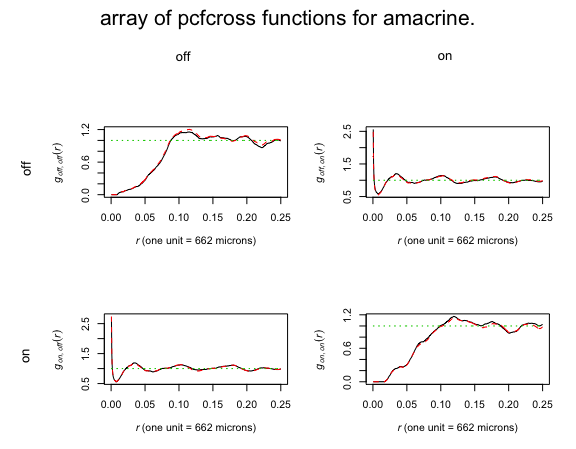 array of pcfcross functions for amacrine.
off on
off
g off, off(r)
0.0 0.6 1.2
0.00 0.05 0.10 0.15 0.20 0.25
r (one unit = 662 microns)
g off, on(r)
0.5 1.5 2.5
0.00 0.05 0.10 0.15 0.20 0.25
r (one unit = 662 microns)
on
g on, off(r)
0.5 1.5 2.5
0.00 0.05 0.10 0.15 0.20 0.25
r (one unit = 662 microns)
g on, on(r)
0.0 0.6 1.2
0.00 0.05 0.10 0.15 0.20 0.25
r (one unit = 662 microns)